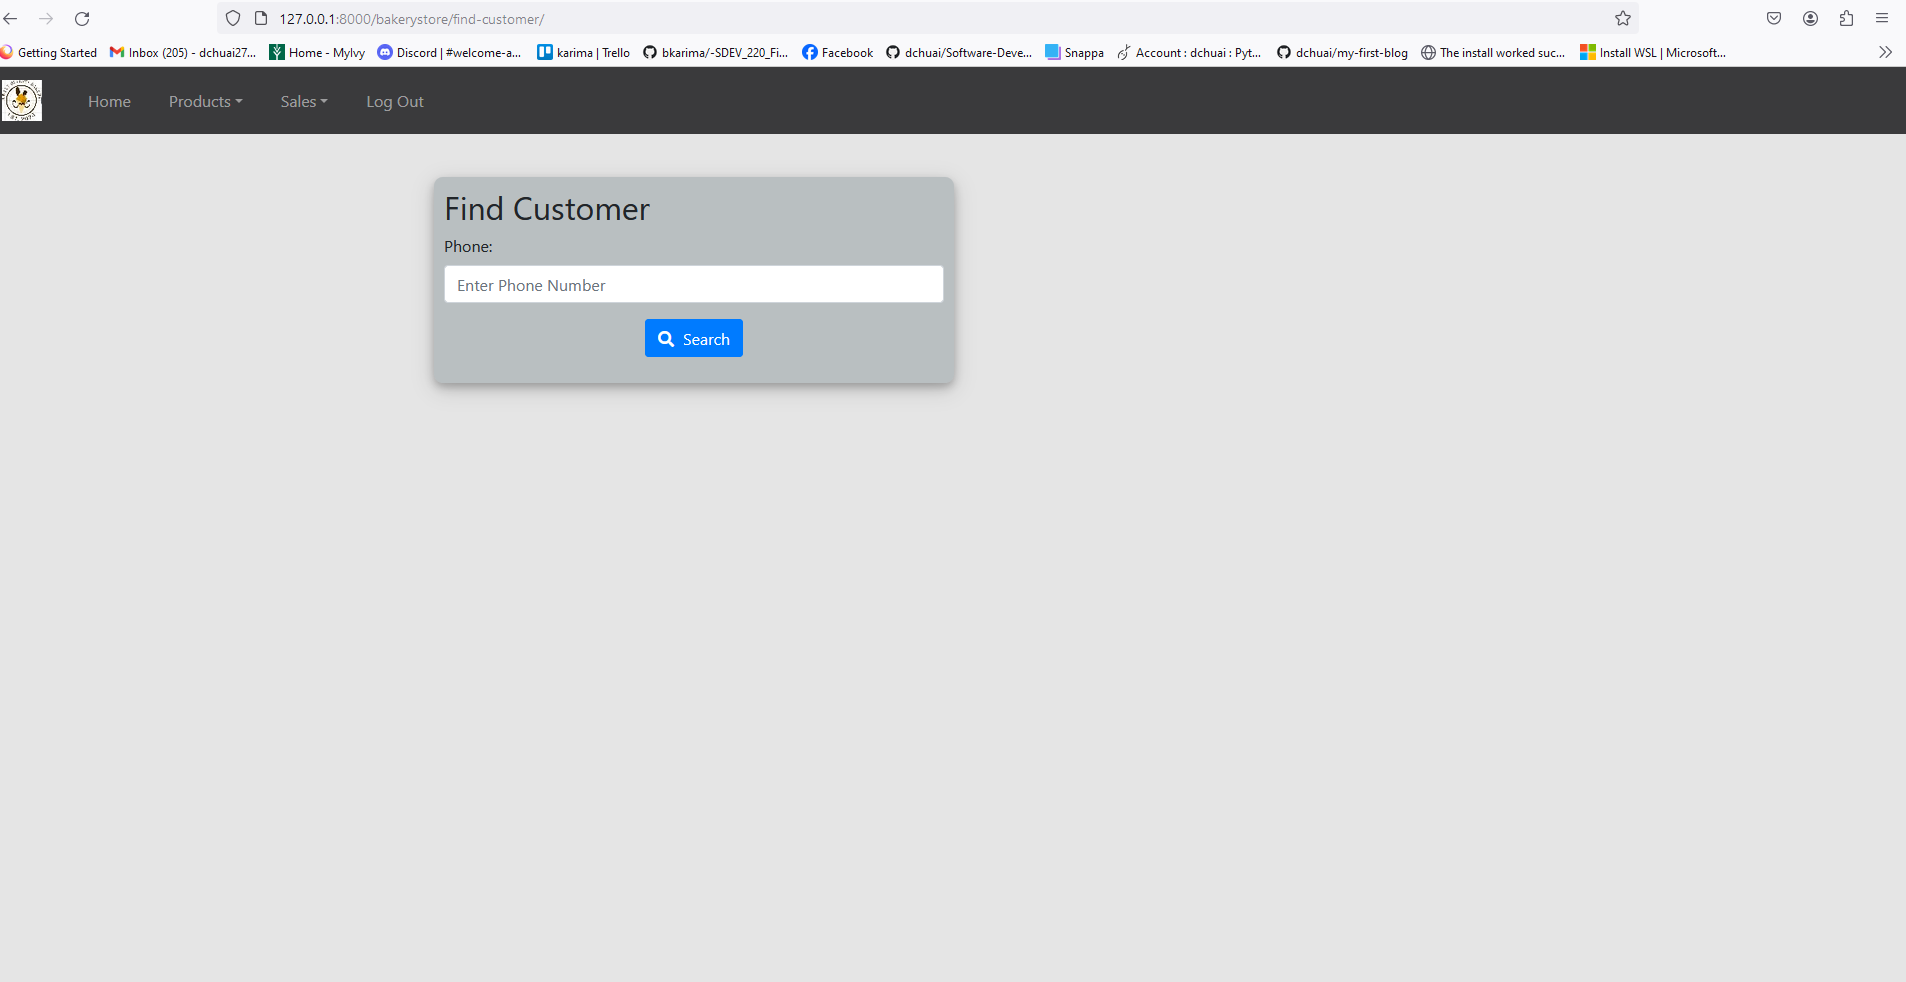 127.0.0.1:8000/bakerystore/find-customer/
Getting Started Inbox (205) - dchuai27... Home - MyIvy Discord | #welcome-a... karima | Trello bkarima/-SDEV_220_Fi... Facebook dchuai/Software-Deve... Snappa Account : dchuai : Pyt... dchuai/my-first-blog The install worked suc... Install WSL | Microsoft...
Home Products Sales Log Out
Find Customer
Phone:
Enter Phone Number
Search